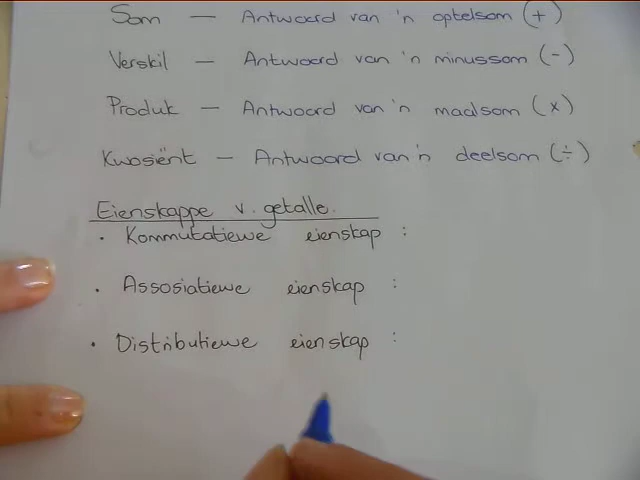 Som — Antwoord van 'n optelsom (+)
Verskil — Antwoord van 'n minussom (-)
Produk — Antwoord van 'n maalsom (x)
Kwosiënt — Antwoord van 'n deelsom (÷)
Eienskappe v. getalle.
• Kommutatiewe eienskap :
• Assosiatiewe eienskap :
• Distributiewe eienskap :